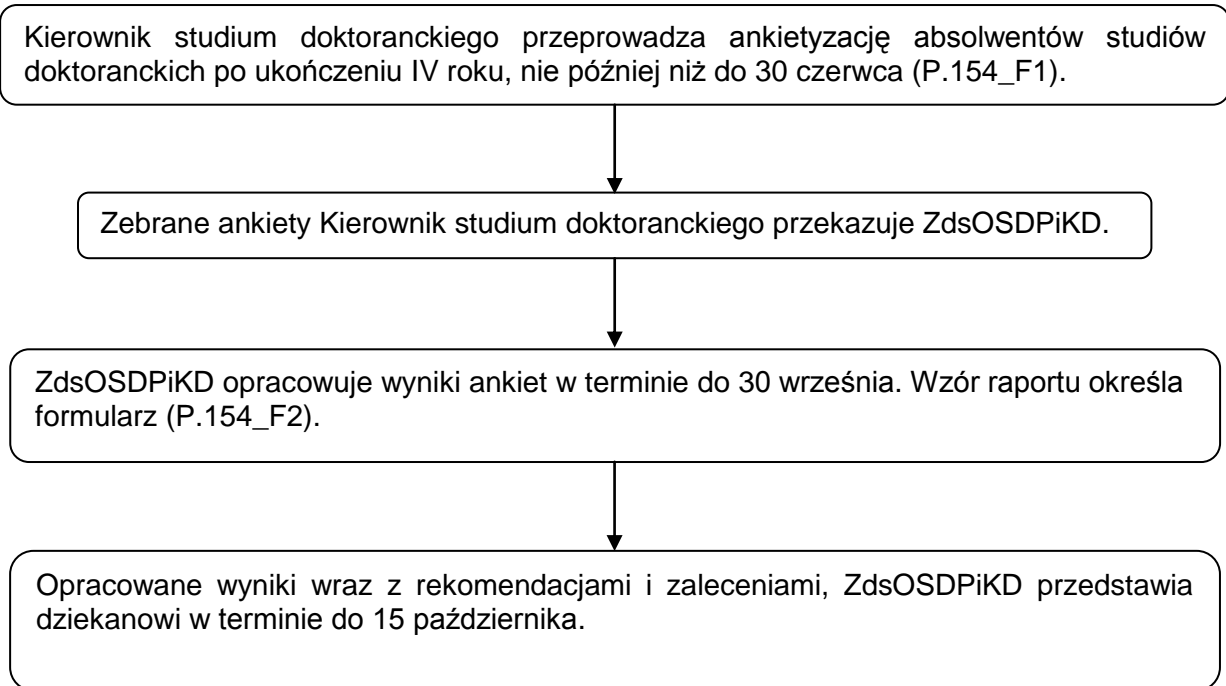 Kierownik studium doktoranckiego przeprowadza ankietyzację absolwentów studiów
doktoranckich po ukończeniu IV roku, nie później niż do 30 czerwca (P.154_F1).
Zebrane ankiety Kierownik studium doktoranckiego przekazuje ZdsOSDPiKD.
ZdsOSDPiKD opracowuje wyniki ankiet w terminie do 30 września. Wzór raportu określa
formularz (P.154_F2).
Opracowane wyniki wraz z rekomendacjami i zaleceniami, ZdsOSDPiKD przedstawia
dziekanowi w terminie do 15 października.